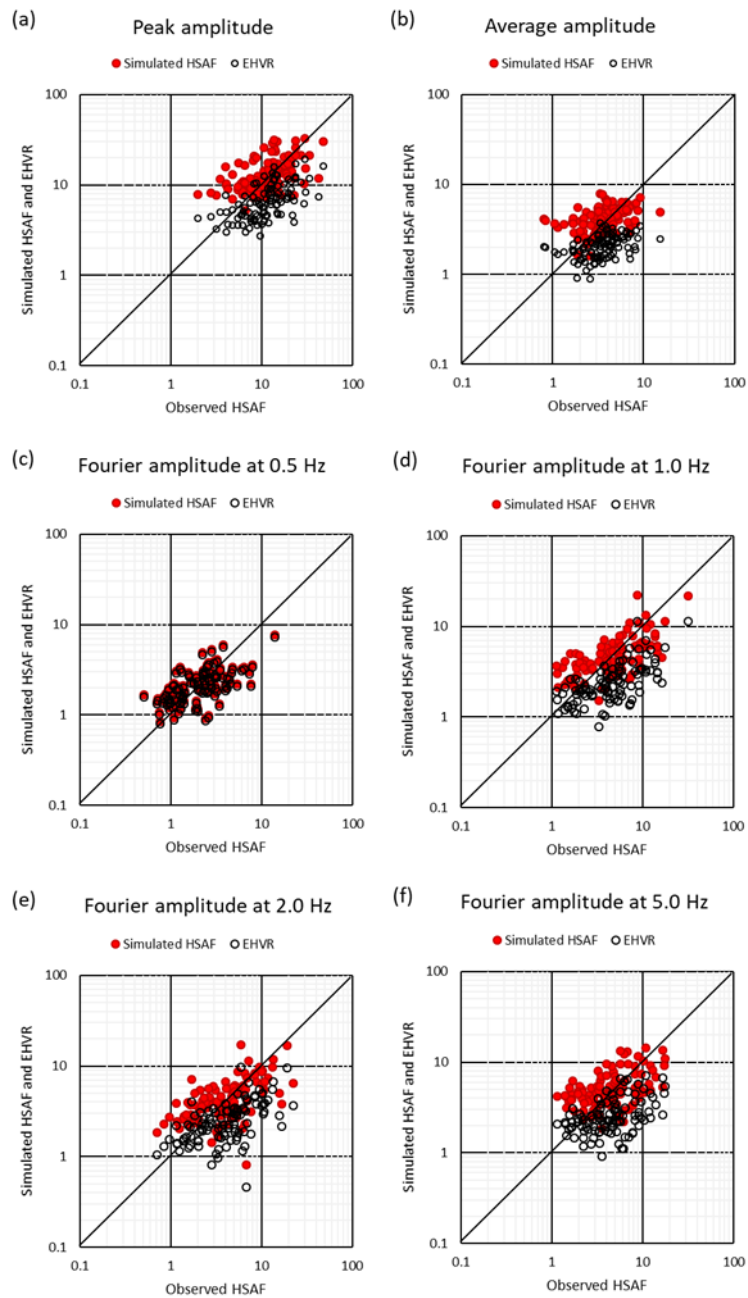 (a) Peak amplitude
Simulated HSAF EHVR
100
10
1
0.1
0.1 1 10 100
Simulated HSAF and EHVR
Observed HSAF
(b) Average amplitude
Simulated HSAF EHVR
100
10
1
0.1
0.1 1 10 100
Simulated HSAF and EHVR
Observed HSAF
(c) Fourier amplitude at 0.5 Hz
Simulated HSAF EHVR
100
10
1
0.1
0.1 1 10 100
Simulated HSAF and EHVR
Observed HSAF
(d) Fourier amplitude at 1.0 Hz
Simulated HSAF EHVR
100
10
1
0.1
0.1 1 10 100
Simulated HSAF and EHVR
Observed HSAF
(e) Fourier amplitude at 2.0 Hz
Simulated HSAF EHVR
100
10
1
0.1
0.1 1 10 100
Simulated HSAF and EHVR
Observed HSAF
(f) Fourier amplitude at 5.0 Hz
Simulated HSAF EHVR
100
10
1
0.1
0.1 1 10 100
Simulated HSAF and EHVR
Observed HSAF